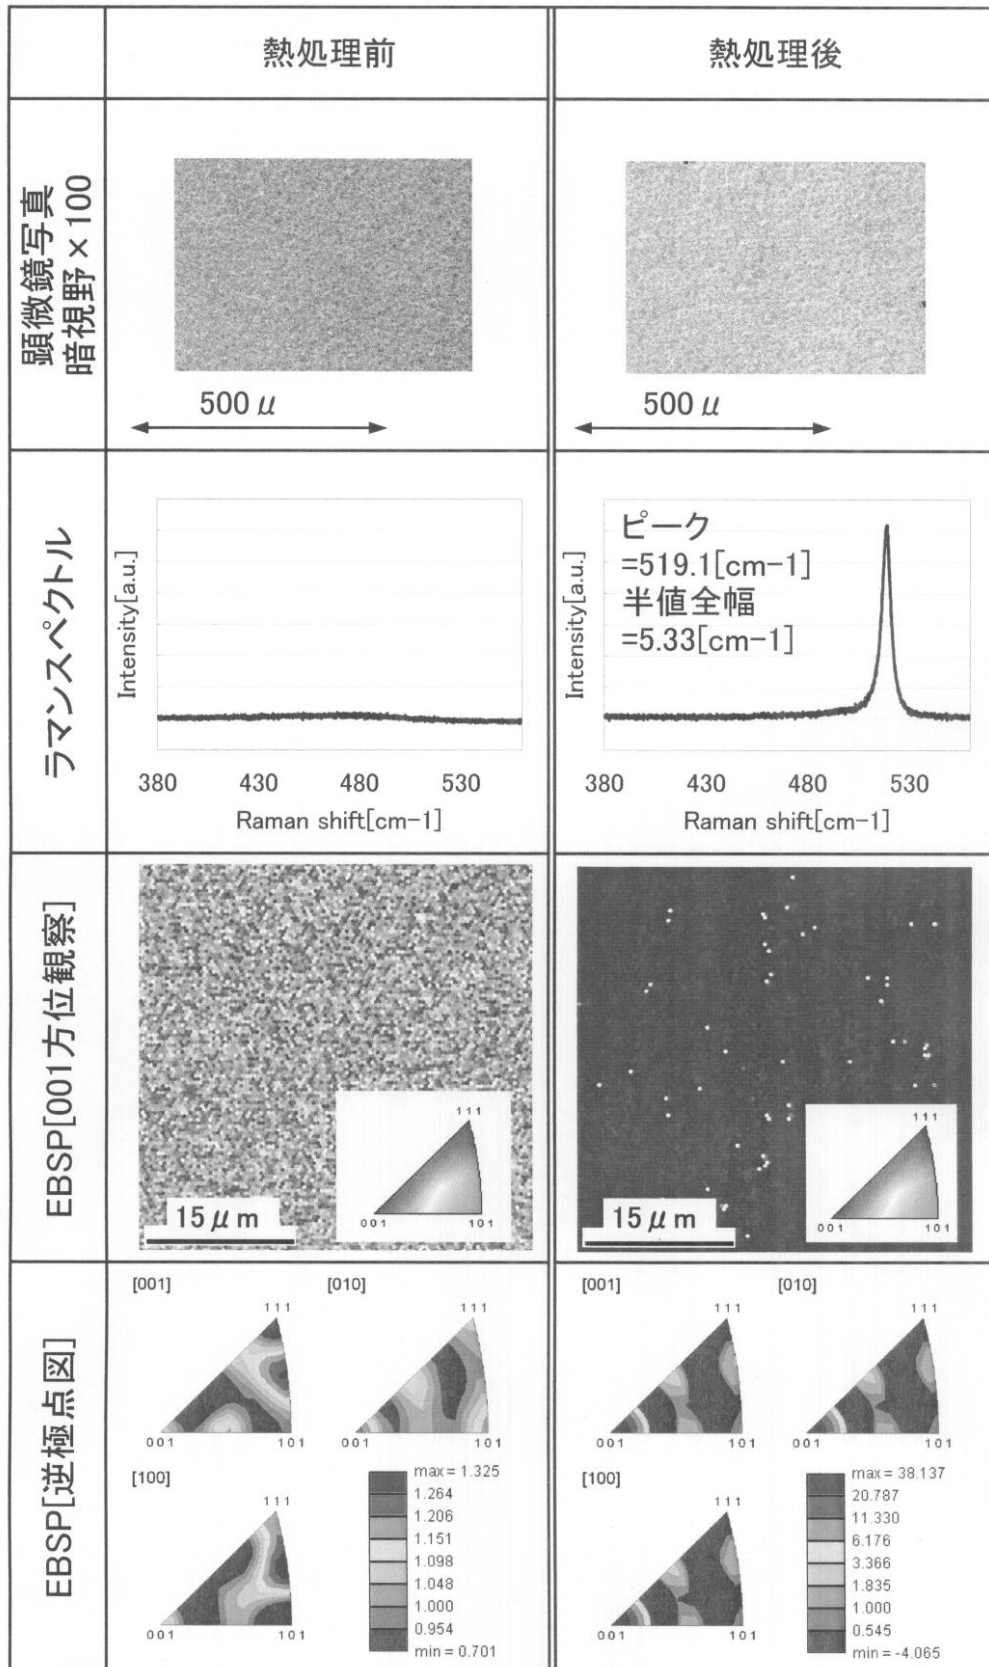 熱処理前
熱処理後
顕微鏡写真
暗視野×100
500μ
500μ
ラマンスペクトル
Intensity[a.u.]
380 430 480 530
Raman shift[cm-1]
Intensity[a.u.]
ピーク
=519.1[cm-1]
半値全幅
=5.33[cm-1]
380 430 480 530
Raman shift[cm-1]
EBSP[001方位観察]
111
001 101
15μm
111
001 101
15μm
EBSP[逆極点図]
[001] [010]
111 111
001 101 001 101
[100]
111
001 101
max = 1.325
1.264
1.206
1.151
1.098
1.048
1.000
0.954
min = 0.701
[001] [010]
111 111
001 101 001 101
[100]
111
001 101
max = 38.137
20.787
11.330
6.176
3.366
1.835
1.000
0.545
min = -4.065